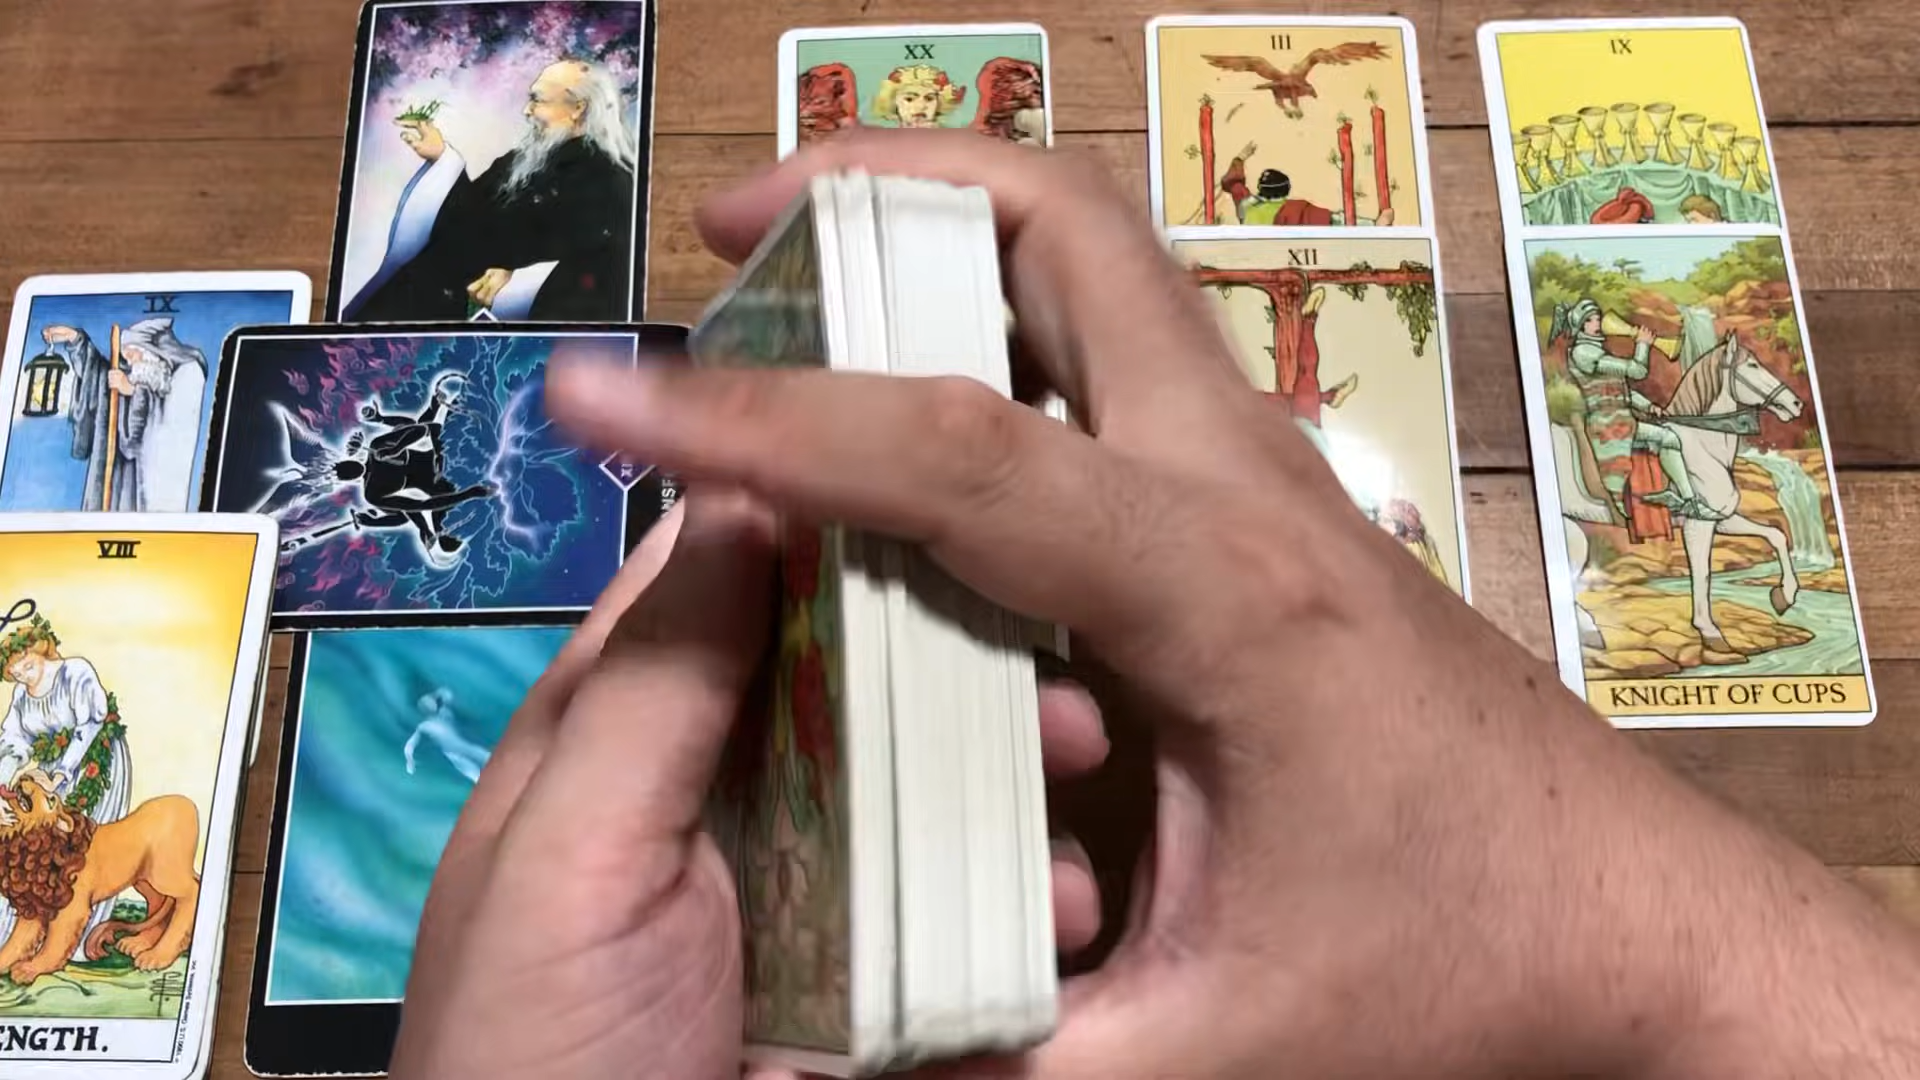 XX
III
IX
IX
XII
VIII
KNIGHT OF CUPS
ENGTH.